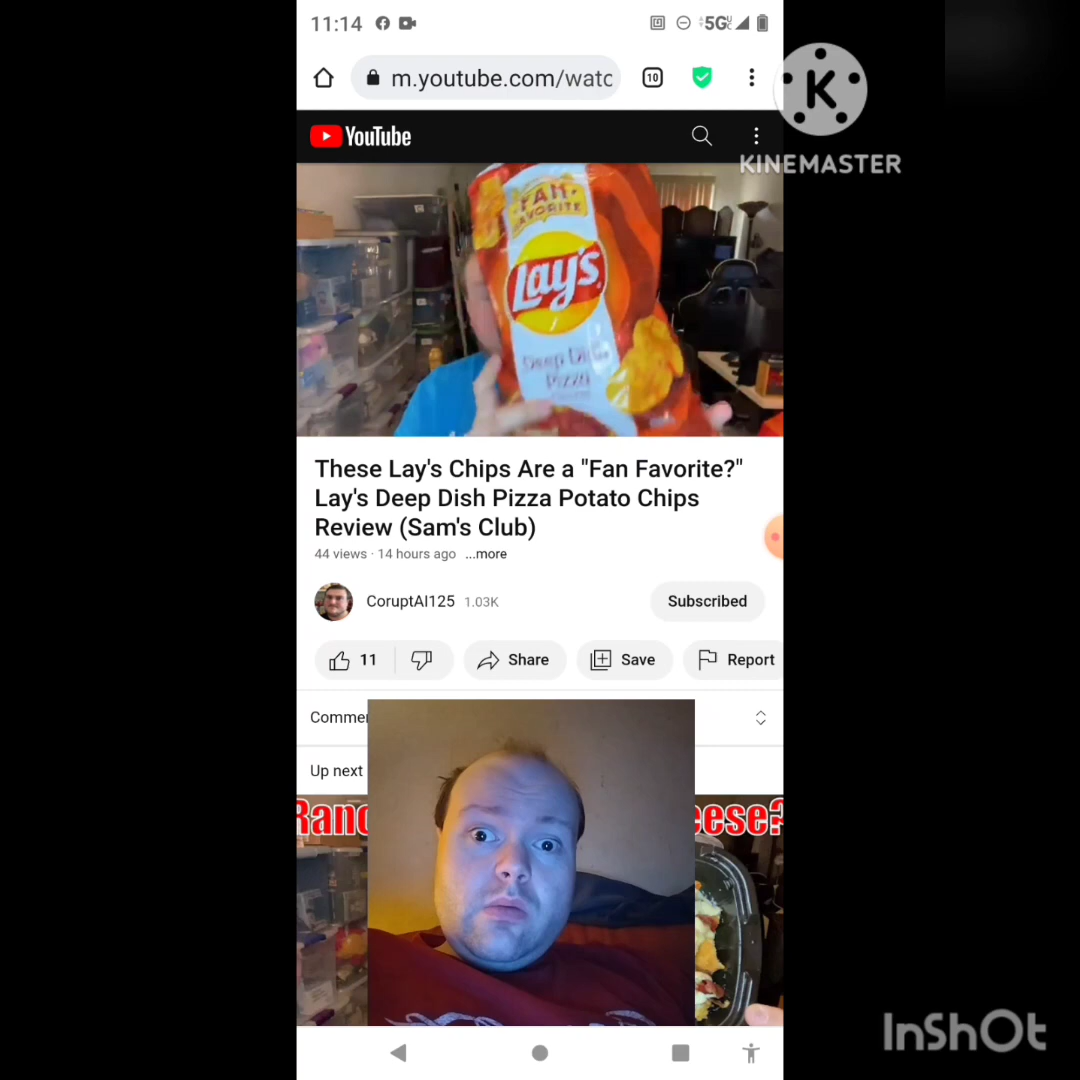 11:14
5G
m.youtube.com/watc
10
K
KINEMASTER
YouTube
FAN
FAVORITE
Lay's
Deep Dish
Pizza
These Lay's Chips Are a "Fan Favorite?"
Lay's Deep Dish Pizza Potato Chips
Review (Sam's Club)
44 views · 14 hours ago ...more
CoruptAI125 1.03K
Subscribed
11
Share
Save
Report
Comme
Up next
Ranc
eese?
InShOt